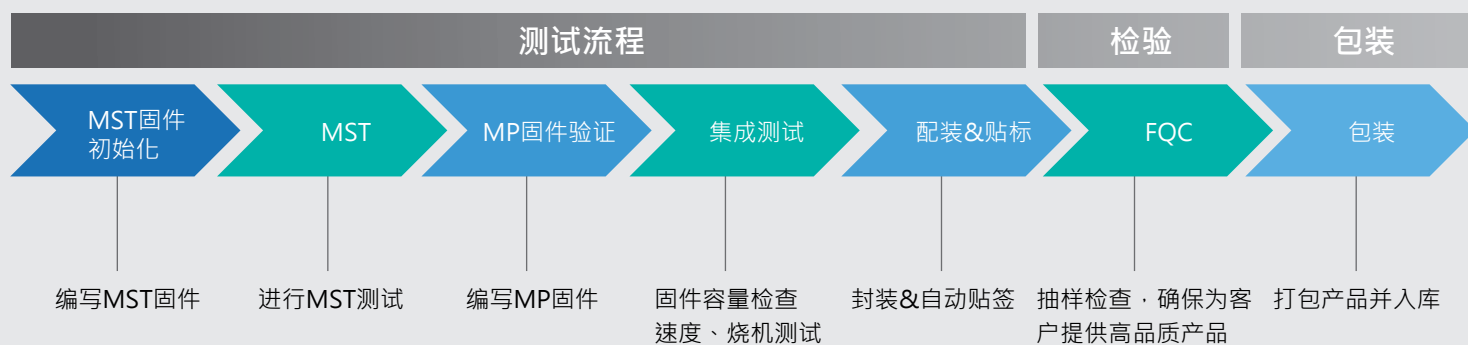 测试流程
检验
包装
MST固件
初始化
MST
MP固件验证
集成测试
配装&贴标
FQC
包装
编写MST固件
进行MST测试
编写MP固件
固件容量检查
速度、烧机测试
封装&自动贴签
抽样检查，确保为客
户提供高品质产品
打包产品并入库